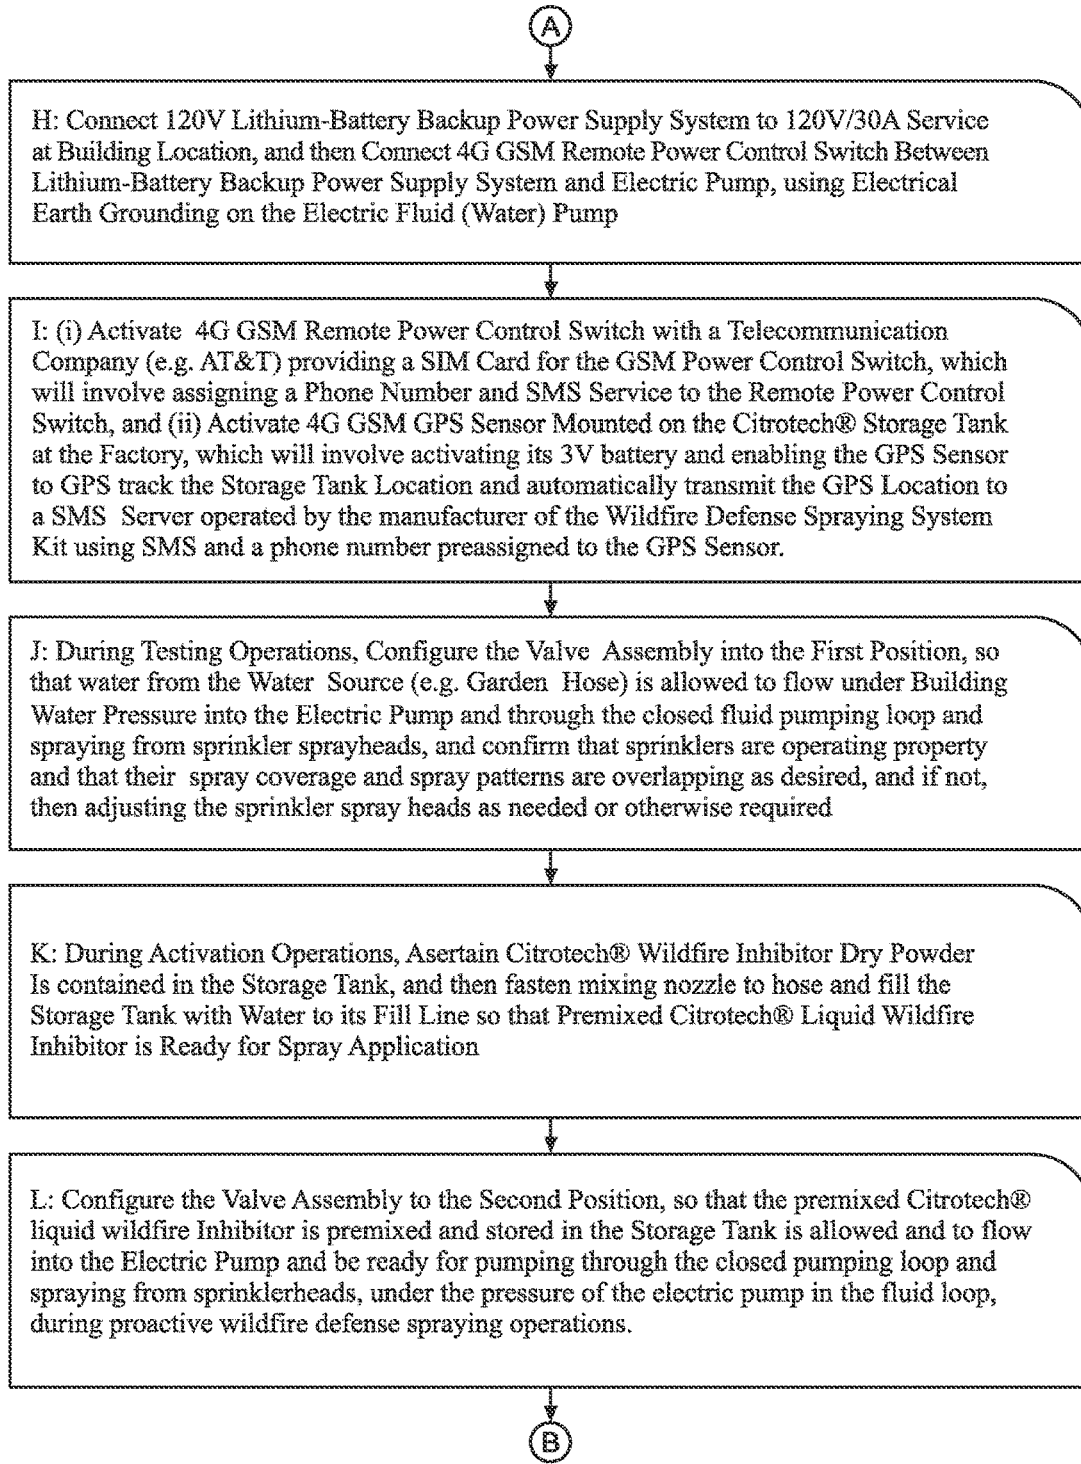 A
H: Connect 120V Lithium-Battery Backup Power Supply System to 120V/30A Service
at Building Location, and then Connect 4G GSM Remote Power Control Switch Between
Lithium-Battery Backup Power Supply System and Electric Pump, using Electrical
Earth Grounding on the Electric Fluid (Water) Pump
I: (i) Activate 4G GSM Remote Power Control Switch with a Telecommunication
Company (e.g. AT&T) providing a SIM Card for the GSM Power Control Switch, which
will involve assigning a Phone Number and SMS Service to the Remote Power Control
Switch, and (ii) Activate 4G GSM GPS Sensor Mounted on the Citrotech® Storage Tank
at the Factory, which will involve activating its 3V battery and enabling the GPS Sensor
to GPS track the Storage Tank Location and automatically transmit the GPS Location to
a SMS Server operated by the manufacturer of the Wildfire Defense Spraying System
Kit using SMS and a phone number preassigned to the GPS Sensor.
J: During Testing Operations, Configure the Valve Assembly into the First Position, so
that water from the Water Source (e.g. Garden Hose) is allowed to flow under Building
Water Pressure into the Electric Pump and through the closed fluid pumping loop and
spraying from sprinkler sprayheads, and confirm that sprinklers are operating property
and that their spray coverage and spray patterns are overlapping as desired, and if not,
then adjusting the sprinkler spray heads as needed or otherwise required
K: During Activation Operations, Asertain Citrotech® Wildfire Inhibitor Dry Powder
Is contained in the Storage Tank, and then fasten mixing nozzle to hose and fill the
Storage Tank with Water to its Fill Line so that Premixed Citrotech® Liquid Wildfire
Inhibitor is Ready for Spray Application
L: Configure the Valve Assembly to the Second Position, so that the premixed Citrotech®
liquid wildfire Inhibitor is premixed and stored in the Storage Tank is allowed and to flow
into the Electric Pump and be ready for pumping through the closed pumping loop and
spraying from sprinklerheads, under the pressure of the electric pump in the fluid loop,
during proactive wildfire defense spraying operations.
B